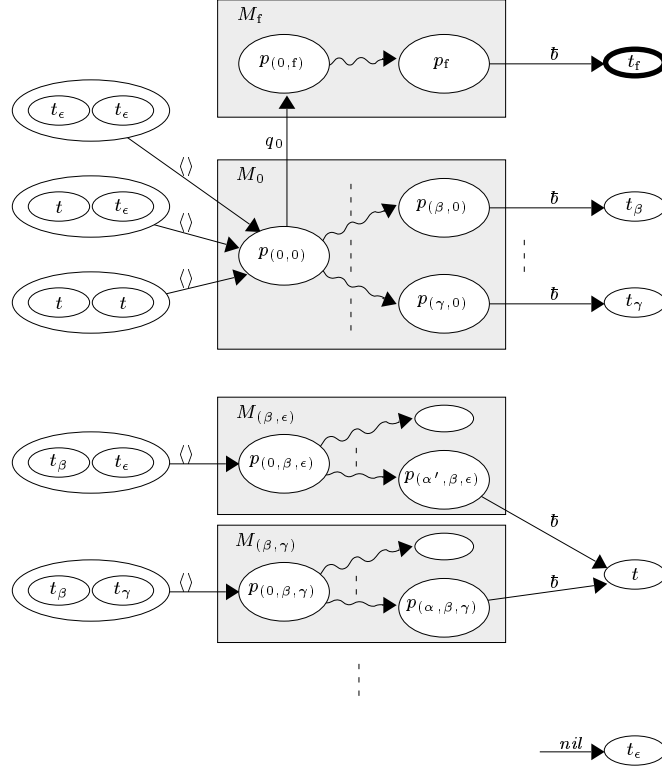 M_f
p_(0,f) p_f ħ t_f
t_ϵ t_ϵ
⟨⟩ q_0
M_0
t t_ϵ ⟨⟩ p_(0,0) p_(β,0) ħ t_β
t t ⟨⟩ p_(γ,0) ħ t_γ
M_(β,ϵ)
t_β t_ϵ ⟨⟩ p_(0,β,ϵ) p_(α′,β,ϵ) ħ
M_(β,γ)
t_β t_γ ⟨⟩ p_(0,β,γ) p_(α,β,γ) ħ t
nil t_ϵ